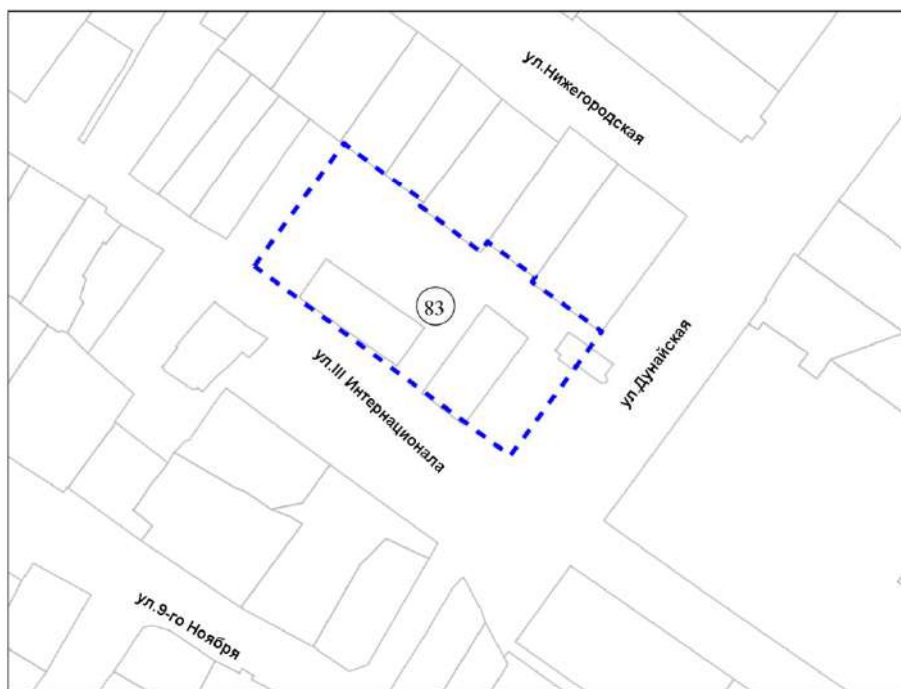 ул.Нижегородская
83
ул.Дунайская
ул.III Интернационала
ул.9-го Ноября